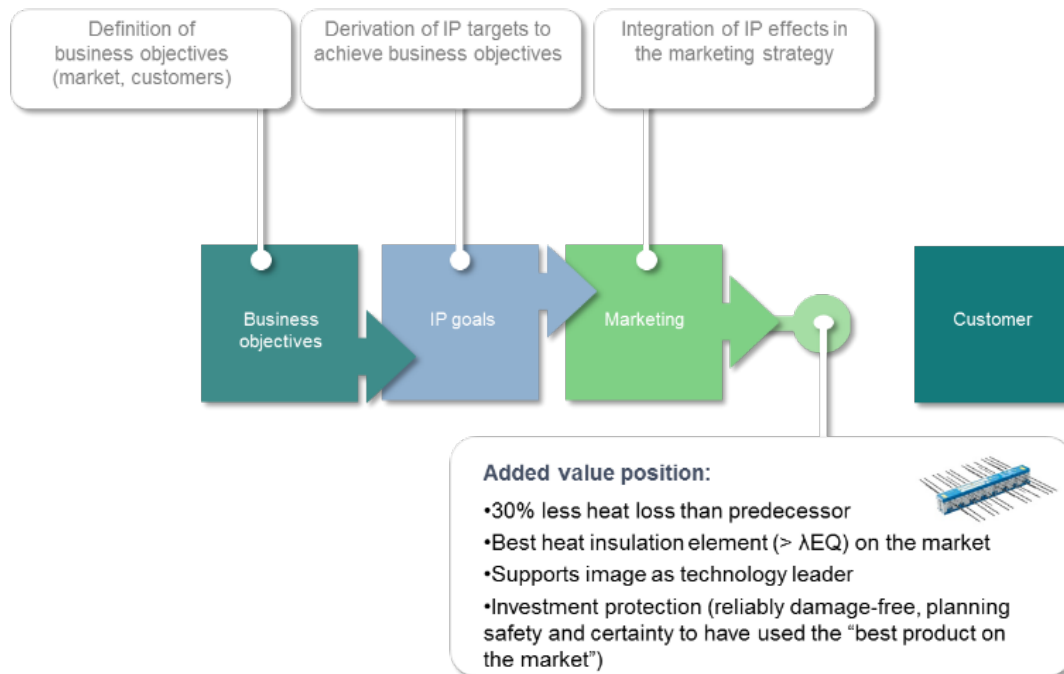 Definition of
business objectives
(market, customers)
Derivation of IP targets to
achieve business objectives
Integration of IP effects in
the marketing strategy
Business
objectives
IP goals
Marketing
Customer
Added value position:
•30% less heat loss than predecessor
•Best heat insulation element (> λEQ) on the market
•Supports image as technology leader
•Investment protection (reliably damage-free, planning
safety and certainty to have used the “best product on
the market”)